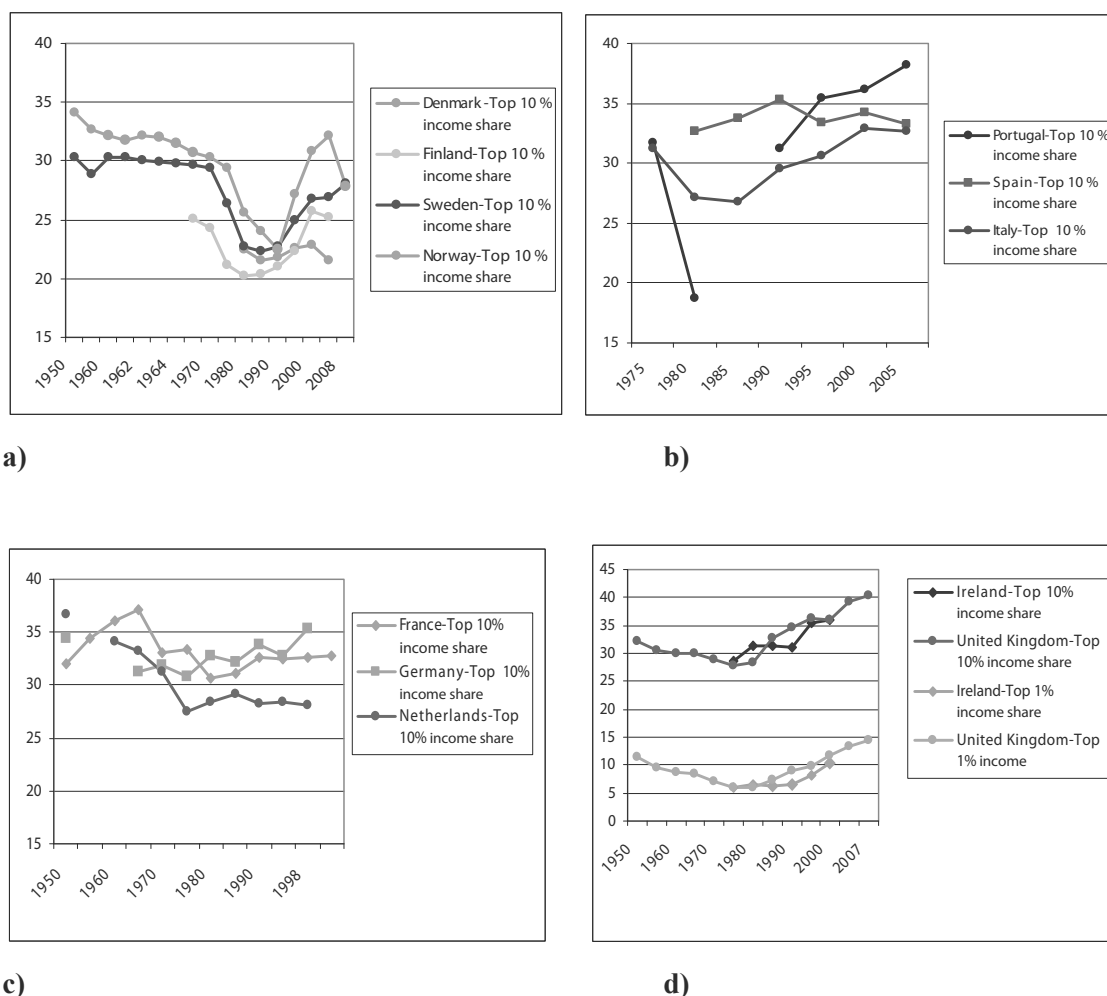 40
35
30
25
20
15
1950
1960
1962
1964
1970
1980
1990
2000
2008
Denmark -Top 10 %
income share
Finland-Top 10 %
income share
Sweden-Top 10 %
income share
Norway-Top 10 %
income share
a)
40
35
30
25
20
15
1975
1980
1985
1990
1995
2000
2005
Portugal-Top 10 %
income share
Spain-Top 10 %
income share
Italy-Top 10 %
income share
b)
40
35
30
25
20
15
1950
1960
1970
1980
1990
1998
France-Top 10%
income share
Germany-Top 10%
income share
Netherlands-Top
10% income share
c)
45
40
35
30
25
20
15
10
5
0
1950
1960
1970
1980
1990
2000
2007
Ireland-Top 10%
income share
United Kingdom-Top
10% income share
Ireland-Top 1%
income share
United Kingdom-Top
1% income
d)